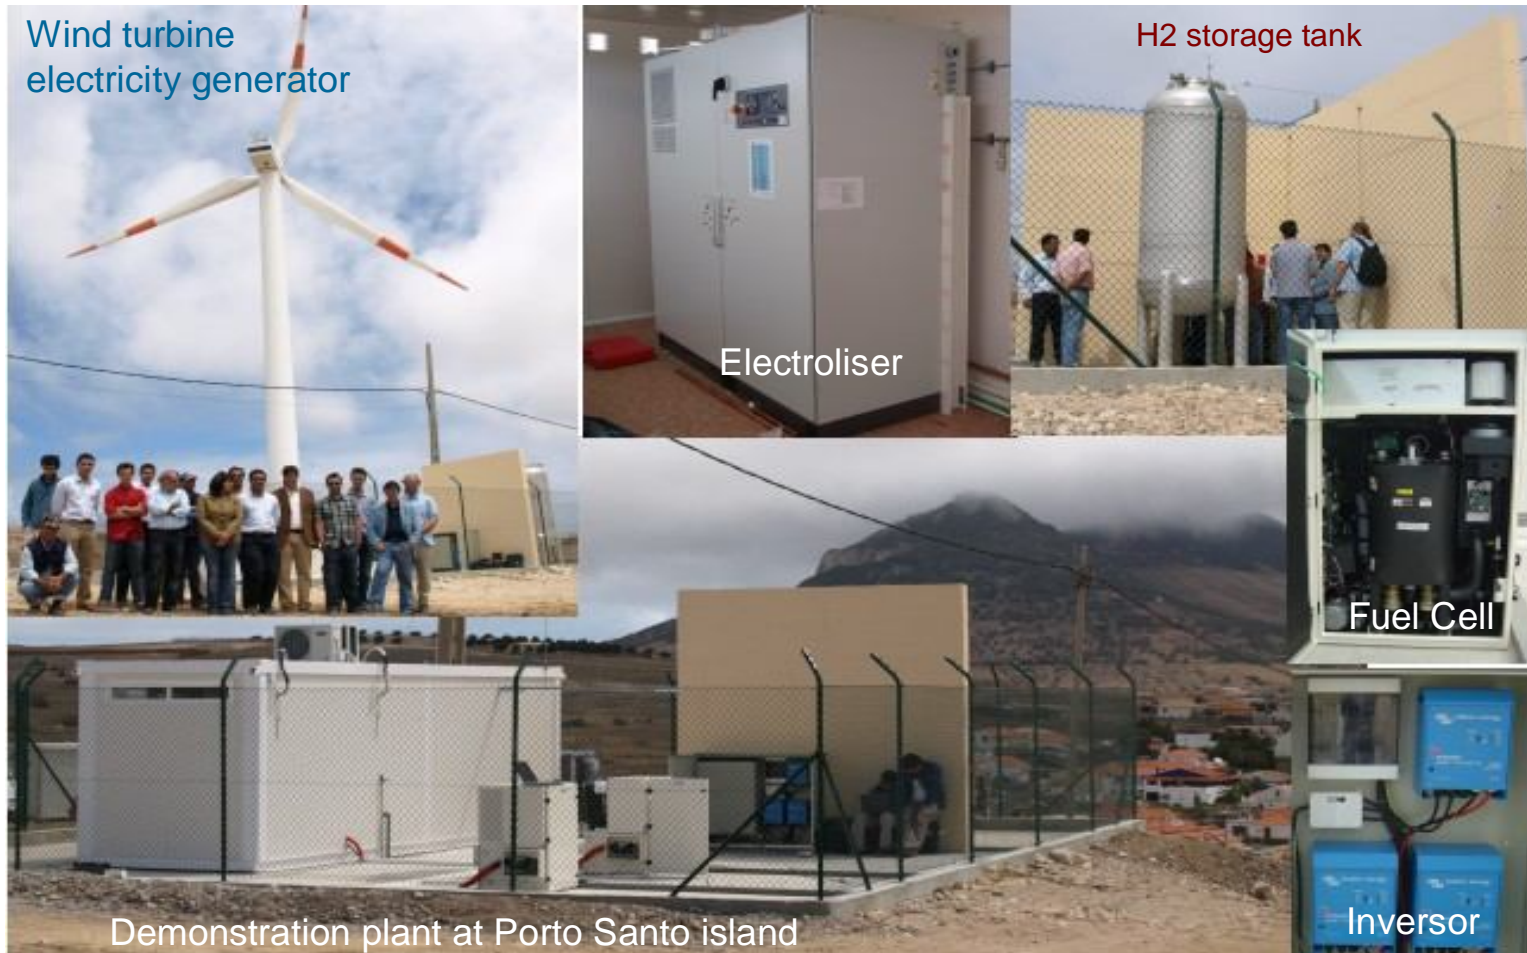 Wind turbine
electricity generator
H2 storage tank
Electroliser
Fuel Cell
Inversor
Demonstration plant at Porto Santo island